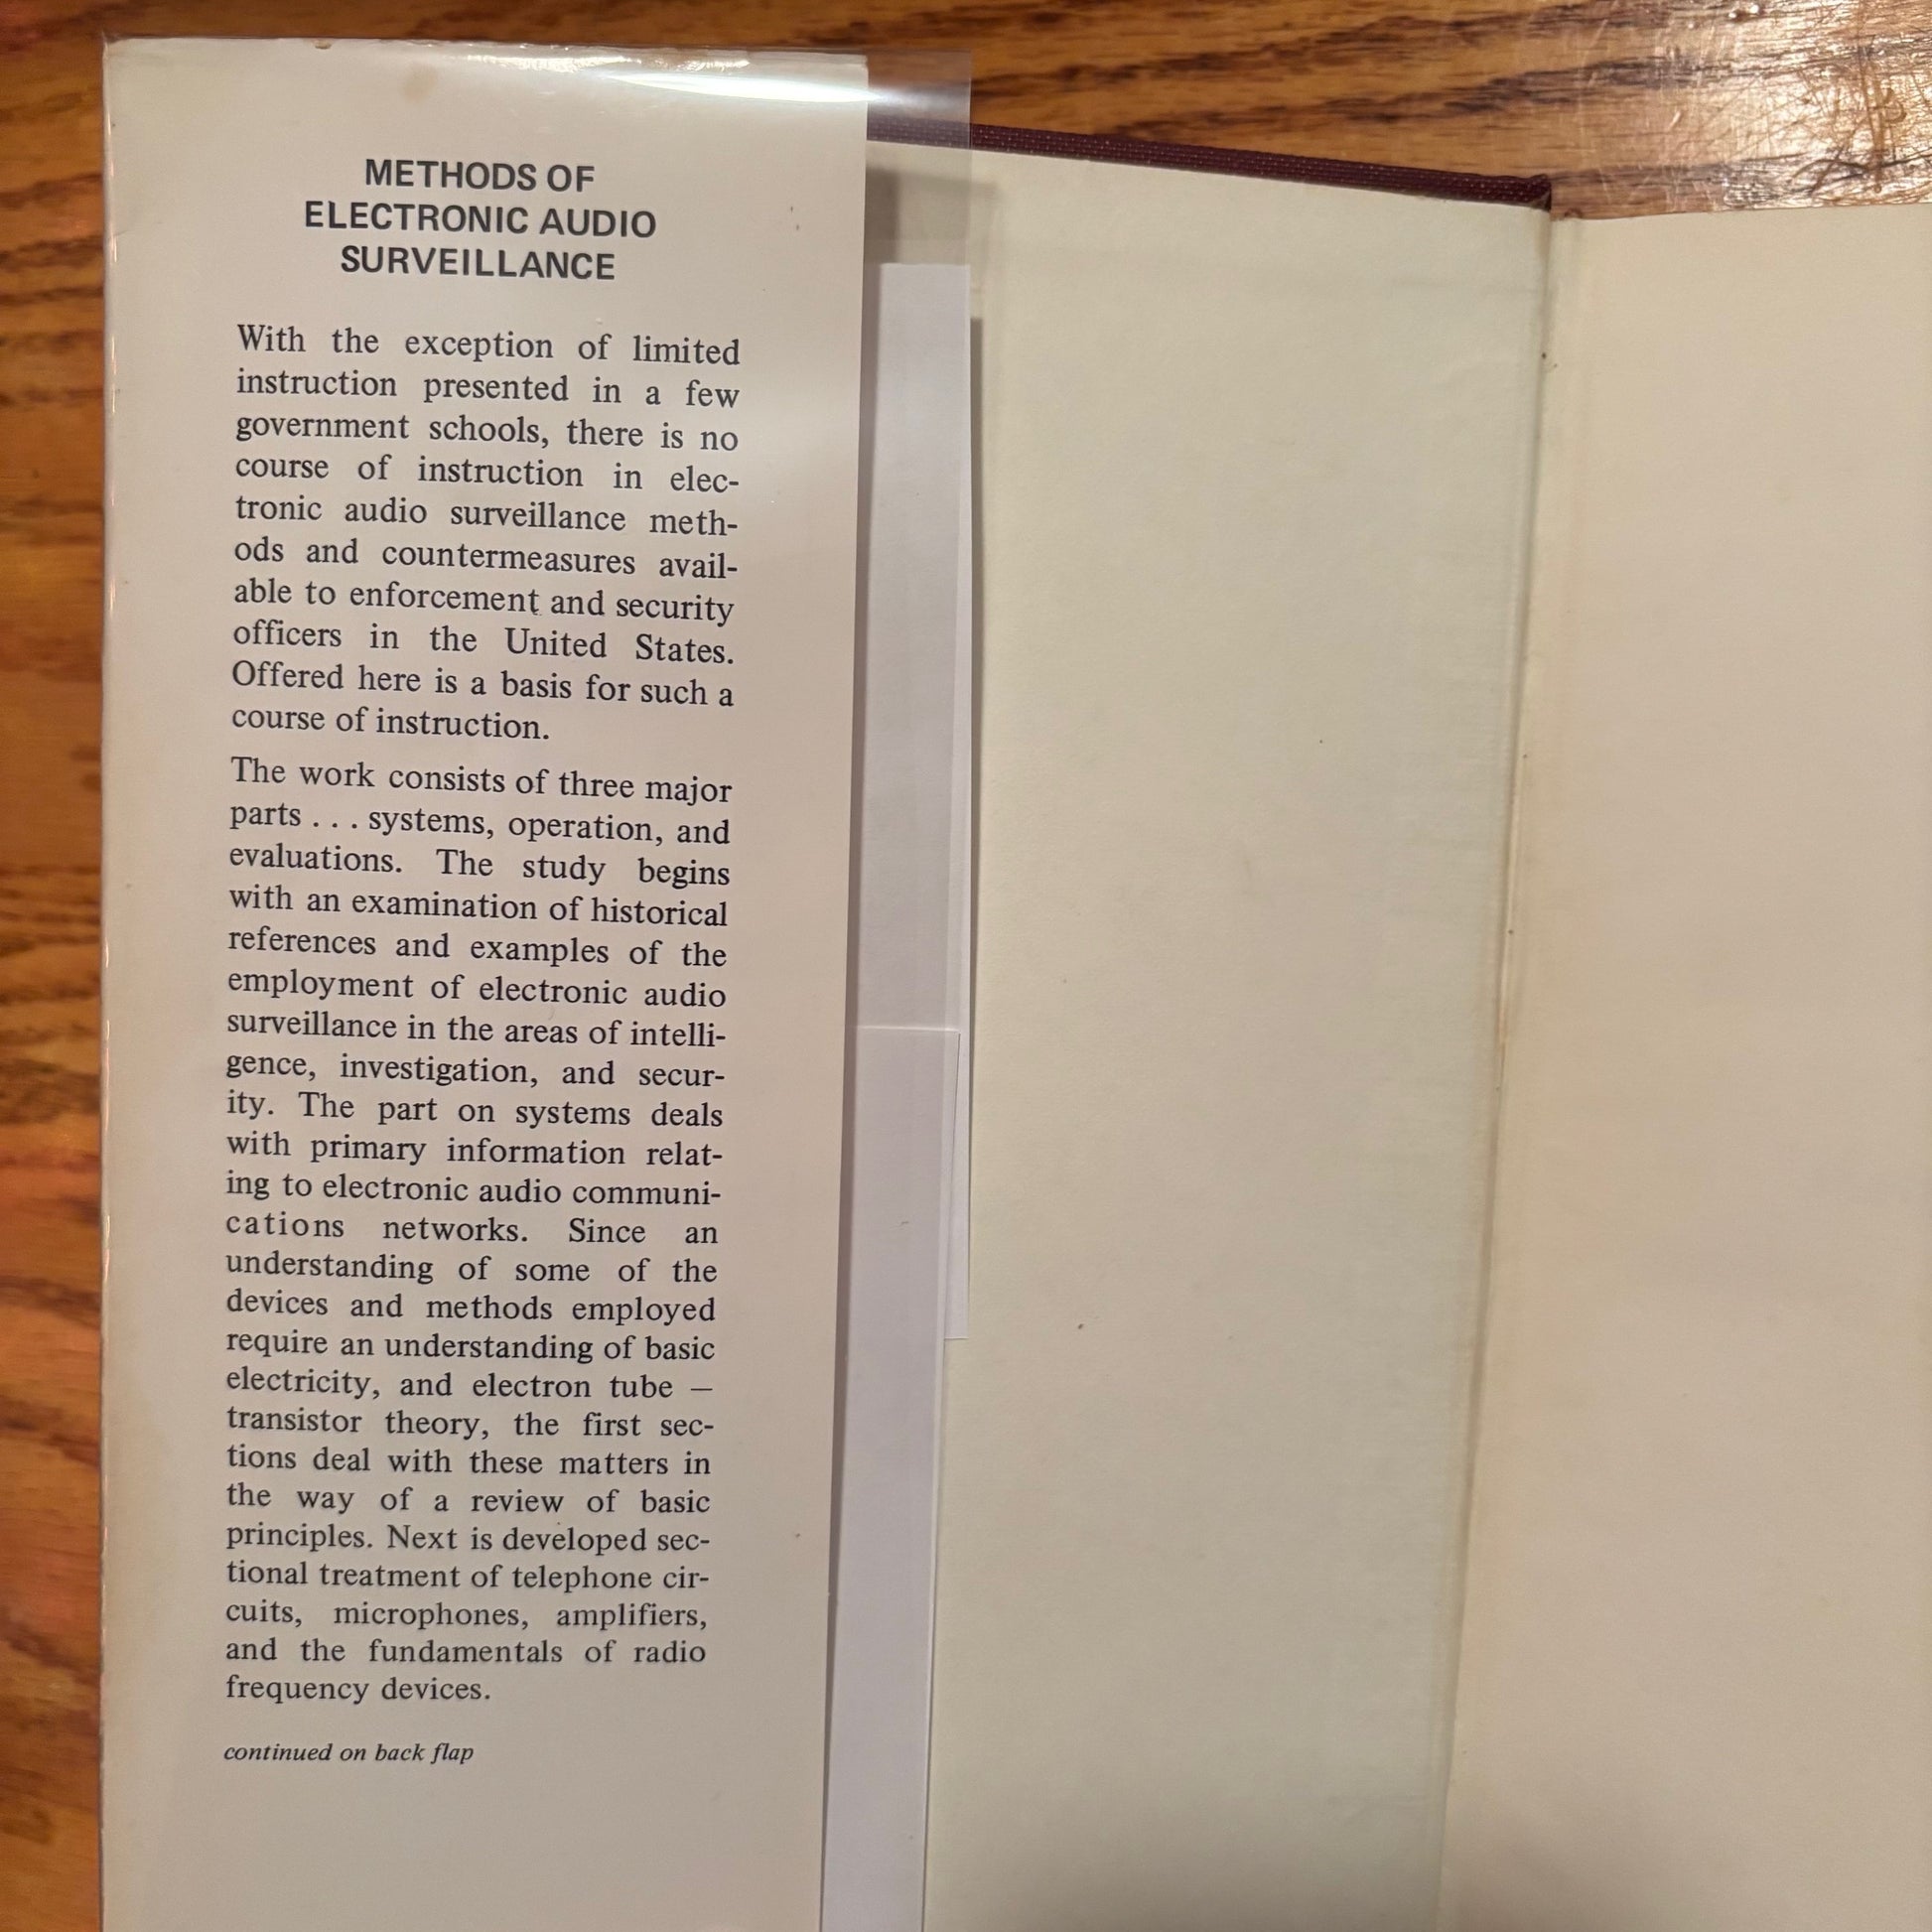 METHODS OF
ELECTRONIC AUDIO
SURVEILLANCE
With the exception of limited
instruction presented in a few
government schools, there is no
course of instruction in elec-
tronic audio surveillance meth-
ods and countermeasures avail-
able to enforcement and security
officers in the United States.
Offered here is a basis for such a
course of instruction.
The work consists of three major
parts . . . systems, operation, and
evaluations. The study begins
with an examination of historical
references and examples of the
employment of electronic audio
surveillance in the areas of intelli-
gence, investigation, and secur-
ity. The part on systems deals
with primary information relat-
ing to electronic audio communi-
cations networks. Since an
understanding of some of the
devices and methods employed
require an understanding of basic
electricity, and electron tube —
transistor theory, the first sec-
tions deal with these matters in
the way of a review of basic
principles. Next is developed sec-
tional treatment of telephone cir-
cuits, microphones, amplifiers,
and the fundamentals of radio
frequency devices.
continued on back flap